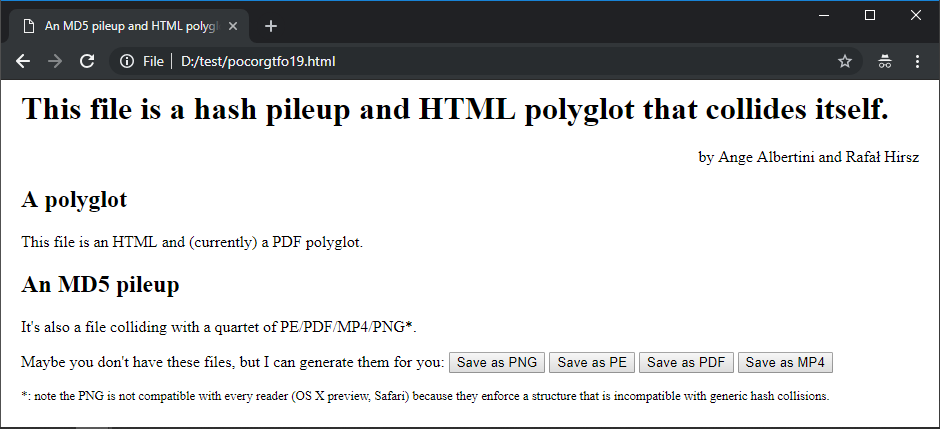 An MD5 pileup and HTML polygl
File D:/test/pocorgtfo19.html
This file is a hash pileup and HTML polyglot that collides itself.
by Ange Albertini and Rafał Hirsz
A polyglot
This file is an HTML and (currently) a PDF polyglot.
An MD5 pileup
It's also a file colliding with a quartet of PE/PDF/MP4/PNG*.
Maybe you don't have these files, but I can generate them for you: Save as PNG Save as PE Save as PDF Save as MP4
*: note the PNG is not compatible with every reader (OS X preview, Safari) because they enforce a structure that is incompatible with generic hash collisions.